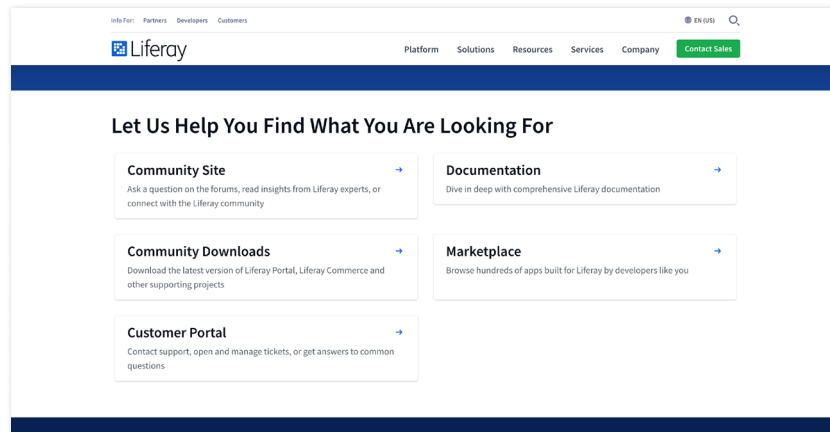 Info For: Partners Developers Customers
EN (US)
Liferay
Platform Solutions Resources Services Company Contact Sales
Let Us Help You Find What You Are Looking For
Community Site
Ask a question on the forums, read insights from Liferay experts, or
connect with the Liferay community
Documentation
Dive in deep with comprehensive Liferay documentation
Community Downloads
Download the latest version of Liferay Portal, Liferay Commerce and
other supporting projects
Marketplace
Browse hundreds of apps built for Liferay by developers like you
Customer Portal
Contact support, open and manage tickets, or get answers to common
questions